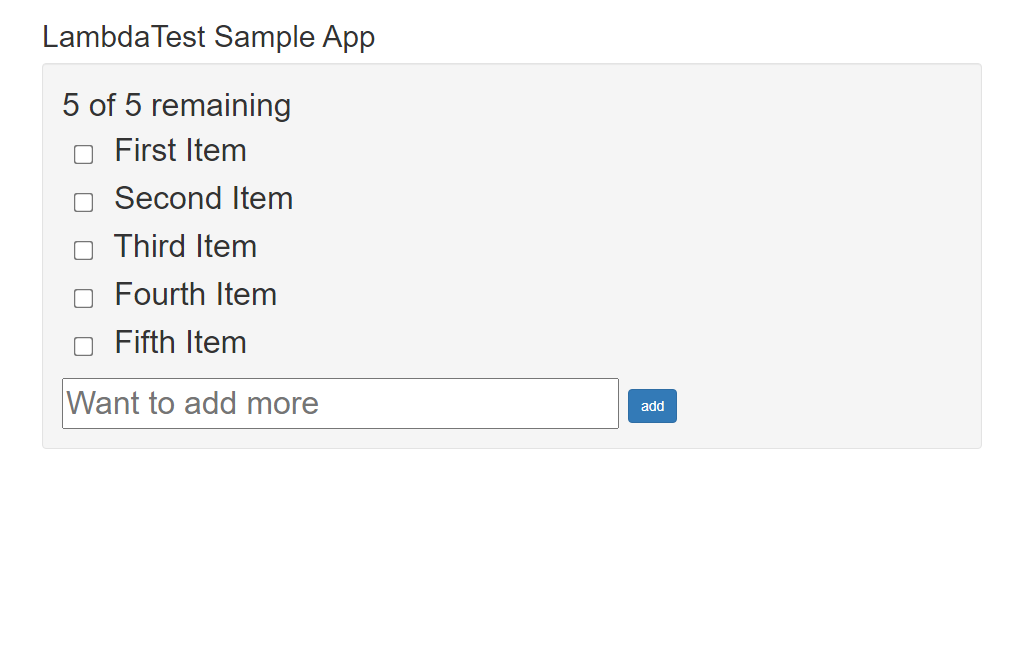 LambdaTest Sample App
5 of 5 remaining
First Item
Second Item
Third Item
Fourth Item
Fifth Item
Want to add more
add